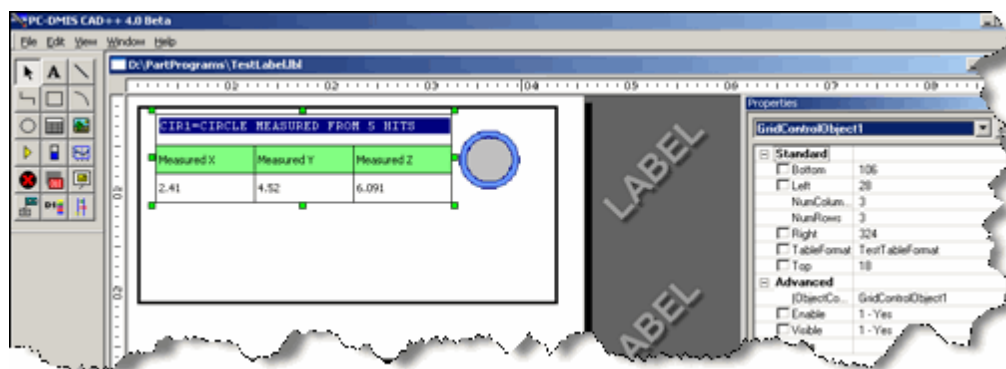 PC-DMIS CAD++ 4.0 Beta
File Edit View Window Help
D:\PartPrograms\TestLabel.lbl
CIR1=CIRCLE MEASURED FROM 5 HITS
Measured X Measured Y Measured Z
2.41 4.52 6.091
LABEL
LABEL
Properties
GridControlObject1
Standard
Bottom 106
Left 28
NumColum... 3
NumRows 3
Right 324
TableFormat TestTableFormat
Top 18
Advanced
(ObjectCo... GridControlObject1
Enable 1 - Yes
Visible 1 - Yes